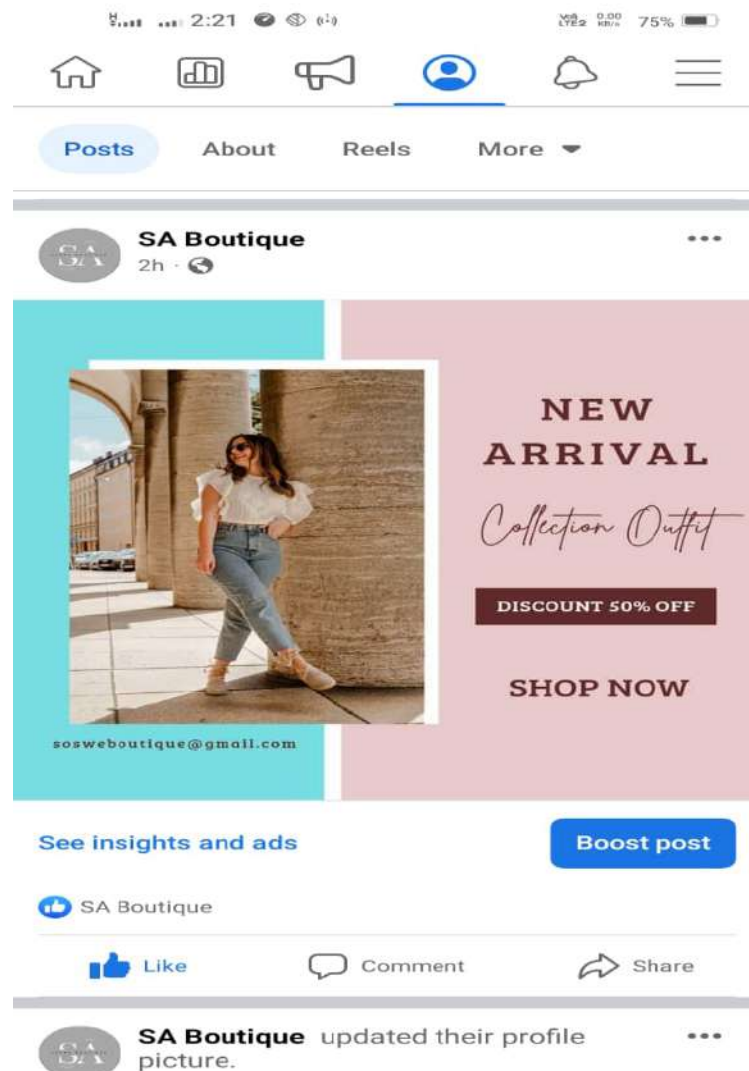 2:21 75%
Posts About Reels More
SA Boutique
2h
NEW
ARRIVAL
Collection Outfit
DISCOUNT 50% OFF
SHOP NOW
sosweboutique@gmail.com
See insights and ads Boost post
SA Boutique
Like Comment Share
SA Boutique updated their profile
picture.